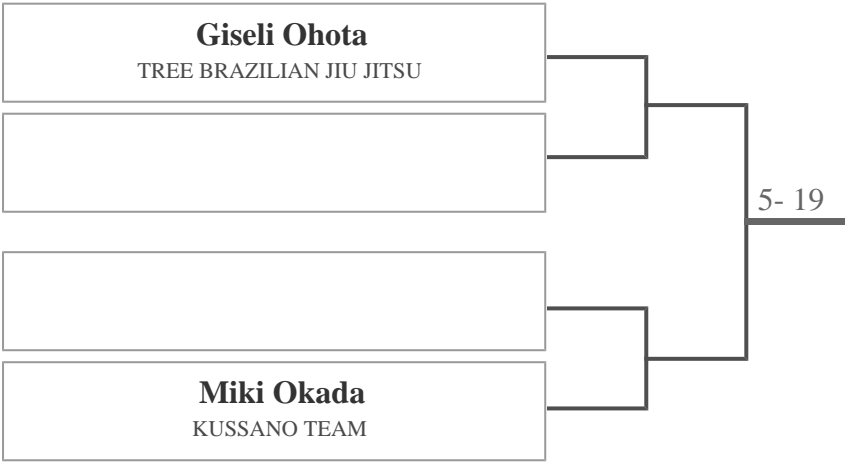 Giseli Ohota
TREE BRAZILIAN JIU JITSU
5- 19
Miki Okada
KUSSANO TEAM